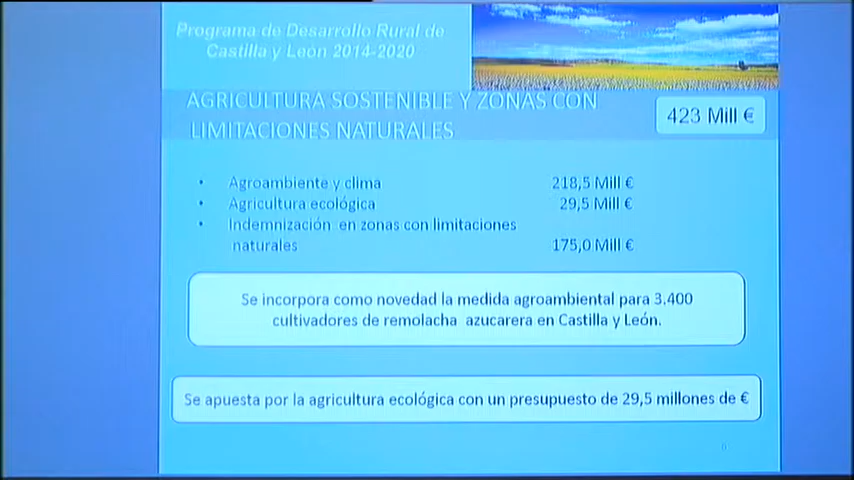 Programa de Desarrollo Rural de
Castilla y León 2014-2020
AGRICULTURA SOSTENIBLE Y ZONAS CON
LIMITACIONES NATURALES
423 Mill €
• Agroambiente y clima 218,5 Mill €
• Agricultura ecológica 29,5 Mill €
• Indemnización en zonas con limitaciones
naturales 175,0 Mill €
Se incorpora como novedad la medida agroambiental para 3.400
cultivadores de remolacha azucarera en Castilla y León.
Se apuesta por la agricultura ecológica con un presupuesto de 29,5 millones de €
6